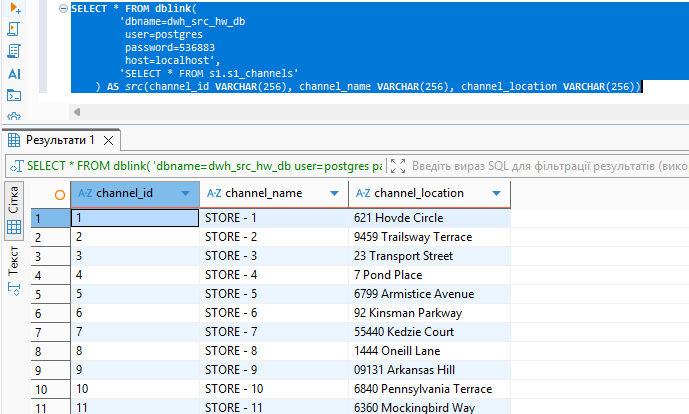 SELECT * FROM dblink(
'dbname=dwh_src_hw_db
user=postgres
password=536883
host=localhost',
'SELECT * FROM s1.s1_channels'
) AS src(channel_id VARCHAR(256), channel_name VARCHAR(256), channel_location VARCHAR(256))
AI
Результати 1
SELECT * FROM dblink( 'dbname=dwh_src_hw_db user=postgres pa
Введіть вираз SQL для фільтрації результатів (вико
Сітка
Текст
A-Z channel_id A-Z channel_name A-Z channel_location
1 1 STORE - 1 621 Hovde Circle
2 2 STORE - 2 9459 Trailsway Terrace
3 3 STORE - 3 23 Transport Street
4 4 STORE - 4 7 Pond Place
5 5 STORE - 5 6799 Armistice Avenue
6 6 STORE - 6 92 Kinsman Parkway
7 7 STORE - 7 55440 Kedzie Court
8 8 STORE - 8 1444 Oneill Lane
9 9 STORE - 9 09131 Arkansas Hill
10 10 STORE - 10 6840 Pennsylvania Terrace
11 11 STORE - 11 6360 Mockingbird Way